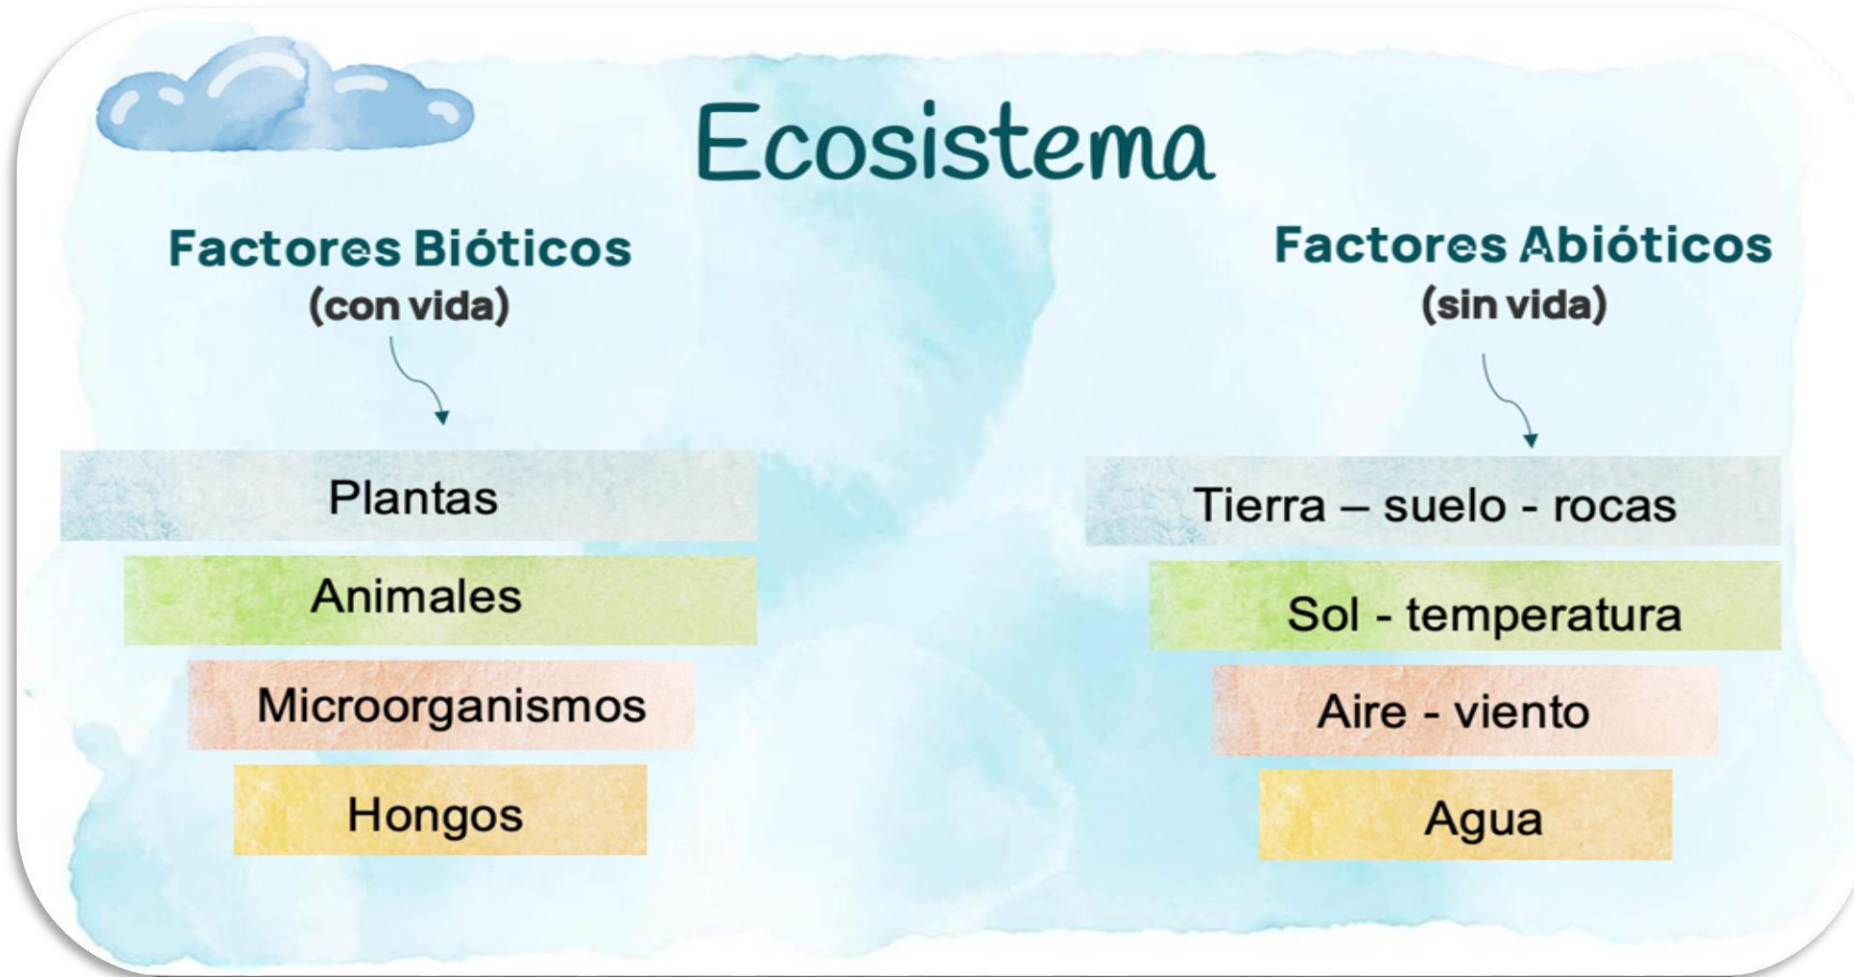 Ecosistema
Factores Bióticos
(con vida)
Plantas
Animales
Microorganismos
Hongos
Factores Abióticos
(sin vida)
Tierra – suelo - rocas
Sol - temperatura
Aire - viento
Agua